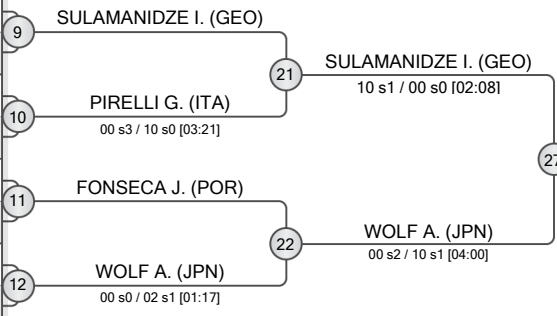 9
SULAMANIDZE I. (GEO)
21
SULAMANIDZE I. (GEO)
10 s1 / 00 s0 [02:08]
10
PIRELLI G. (ITA)
00 s3 / 10 s0 [03:21]
27
11
FONSECA J. (POR)
22
WOLF A. (JPN)
00 s2 / 10 s1 [04:00]
12
WOLF A. (JPN)
00 s0 / 02 s1 [01:17]